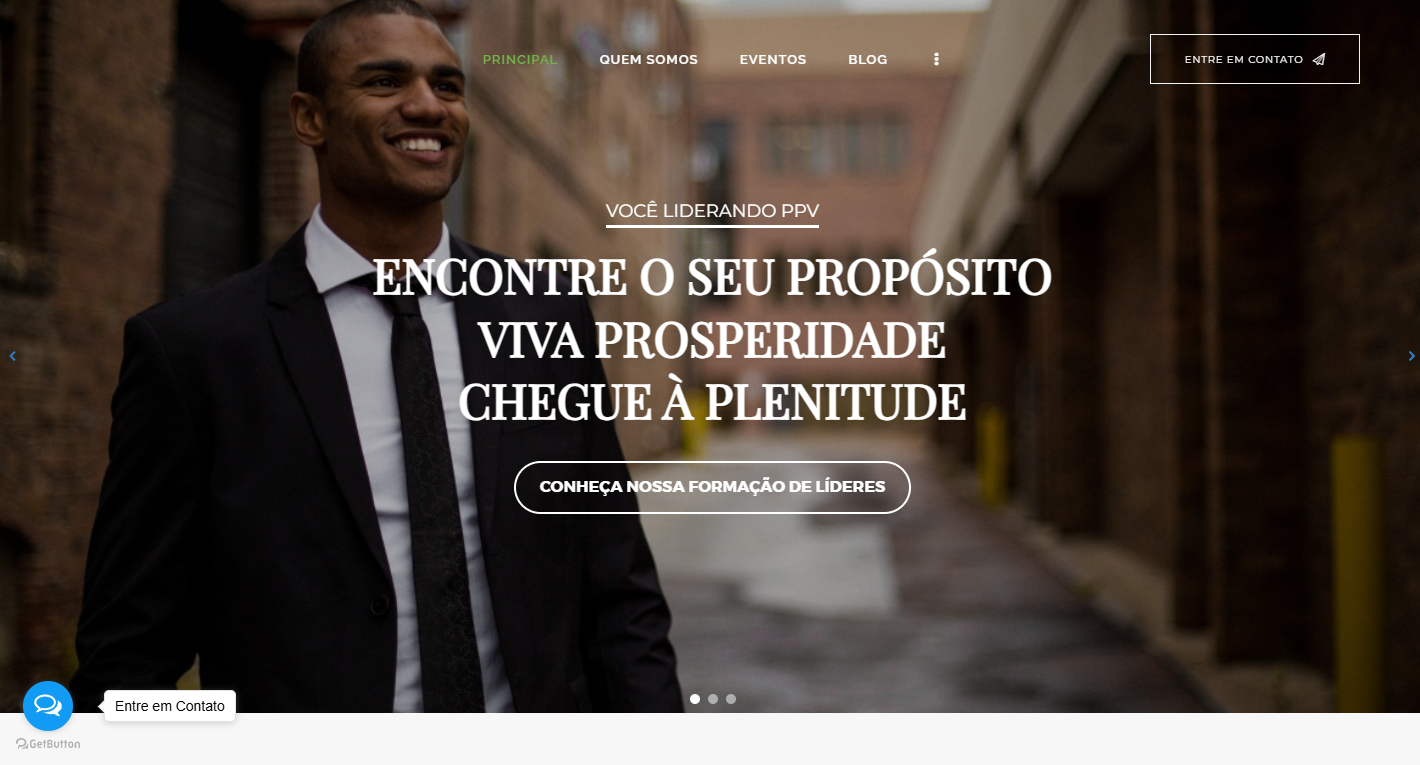 PRINCIPAL
QUEM SOMOS
EVENTOS
BLOG
ENTRE EM CONTATO
VOCÊ LIDERANDO PPV
ENCONTRE O SEU PROPÓSITO
VIVA PROSPERIDADE
CHEGUE À PLENITUDE
CONHEÇA NOSSA FORMAÇÃO DE LÍDERES
Entre em Contato
GetButton